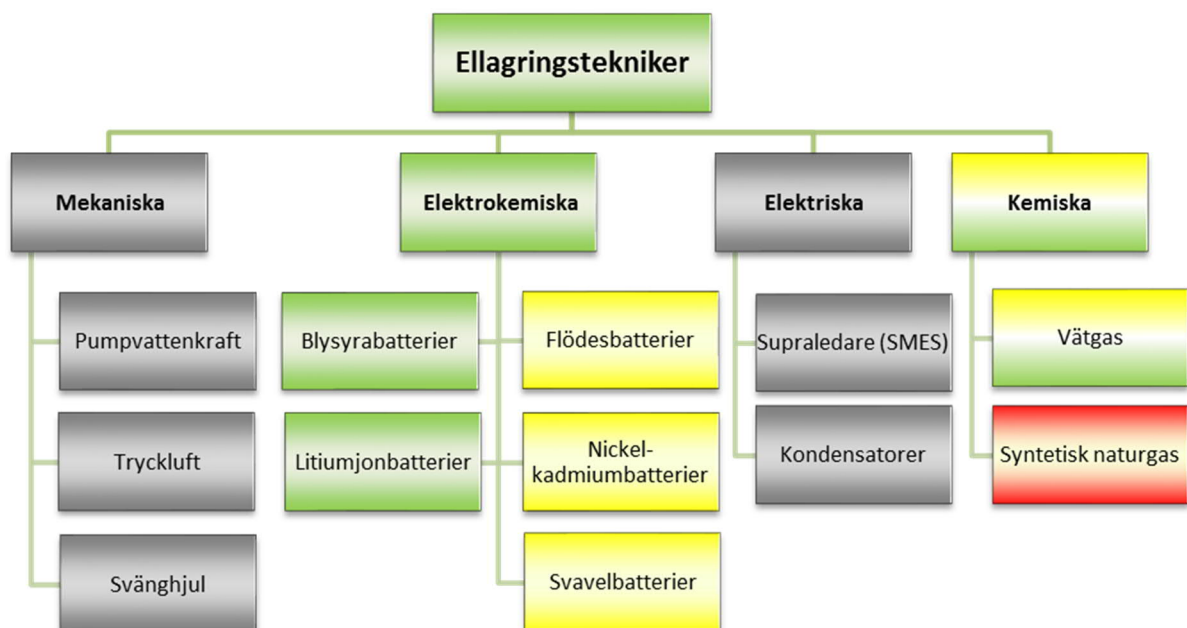 Ellagringstekniker
Mekaniska
Elektrokemiska
Elektriska
Kemiska
Pumpvattenkraft
Tryckluft
Svänghjul
Blysyrabatterier
Litiumjonbatterier
Flödesbatterier
Nickel-
kadmiumbatterier
Svavelbatterier
Supraledare (SMES)
Kondensatorer
Vätgas
Syntetisk naturgas